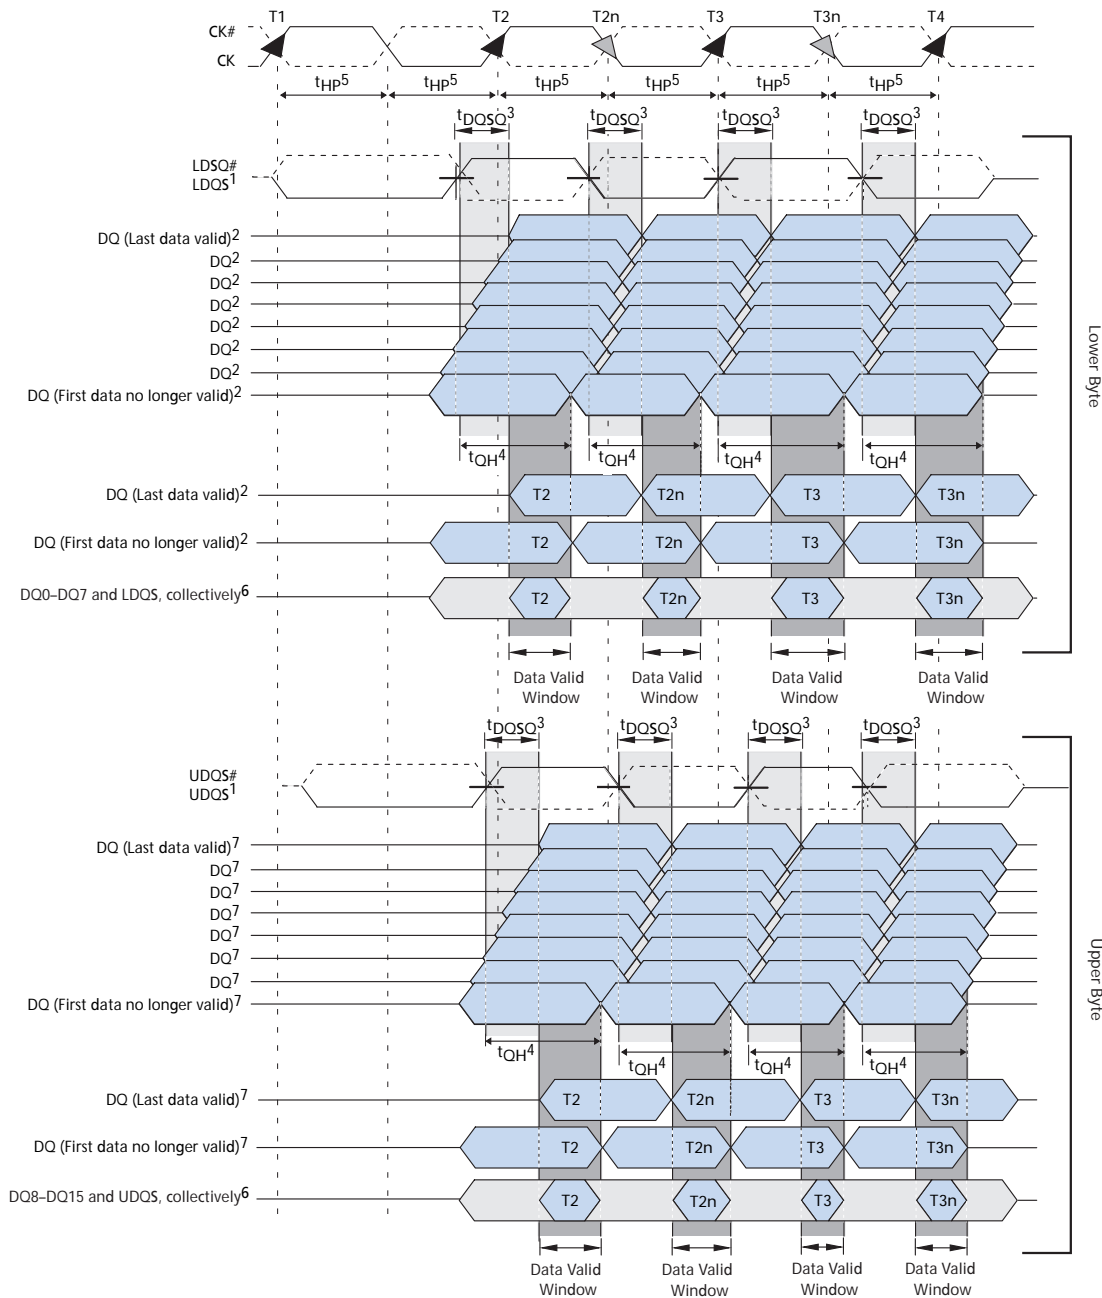 T1 T2 T2n T3 T3n T4
CK#
CK
tHP5 tHP5 tHP5 tHP5 tHP5 tHP5
tDQSQ3 tDQSQ3 tDQSQ3 tDQSQ3
LDSQ#
LDQS1
DQ (Last data valid)2
DQ2
DQ2
DQ2
DQ2
DQ2
DQ2
DQ (First data no longer valid)2
tQH4 tQH4 tQH4 tQH4
DQ (Last data valid)2 T2 T2n T3 T3n
DQ (First data no longer valid)2 T2 T2n T3 T3n
DQ0–DQ7 and LDQS, collectively6 T2 T2n T3 T3n
Data Valid Window Data Valid Window Data Valid Window Data Valid Window
Lower Byte
tDQSQ3 tDQSQ3 tDQSQ3 tDQSQ3
UDQS#
UDQS1
DQ (Last data valid)7
DQ7
DQ7
DQ7
DQ7
DQ7
DQ7
DQ (First data no longer valid)7
tQH4 tQH4 tQH4 tQH4
DQ (Last data valid)7 T2 T2n T3 T3n
DQ (First data no longer valid)7 T2 T2n T3 T3n
DQ8–DQ15 and UDQS, collectively6 T2 T2n T3 T3n
Data Valid Window Data Valid Window Data Valid Window Data Valid Window
Upper Byte